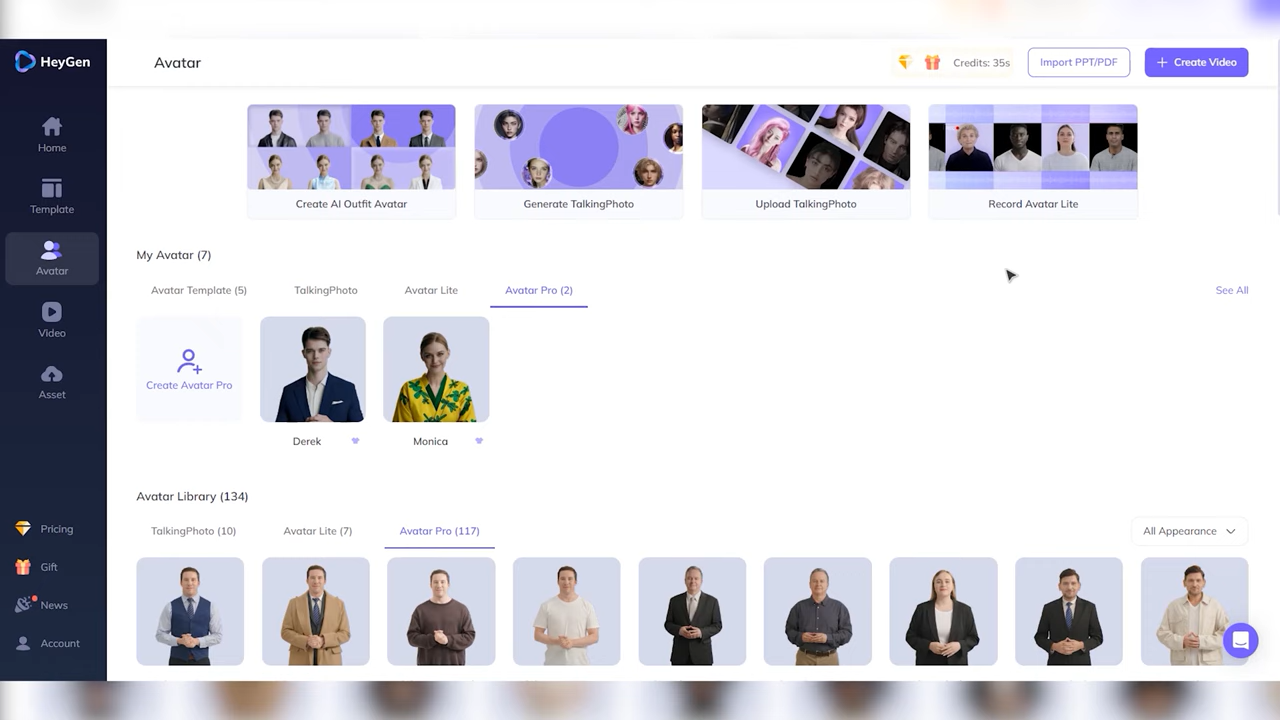 HeyGen
Avatar
Credits: 35s
Import PPT/PDF
+ Create Video
Home
Template
Avatar
Video
Asset
Pricing
Gift
News
Account
Create AI Outfit Avatar
Generate TalkingPhoto
Upload TalkingPhoto
Record Avatar Lite
My Avatar (7)
Avatar Template (5)
TalkingPhoto
Avatar Lite
Avatar Pro (2)
See All
Create Avatar Pro
Derek
Monica
Avatar Library (134)
TalkingPhoto (10)
Avatar Lite (7)
Avatar Pro (117)
All Appearance